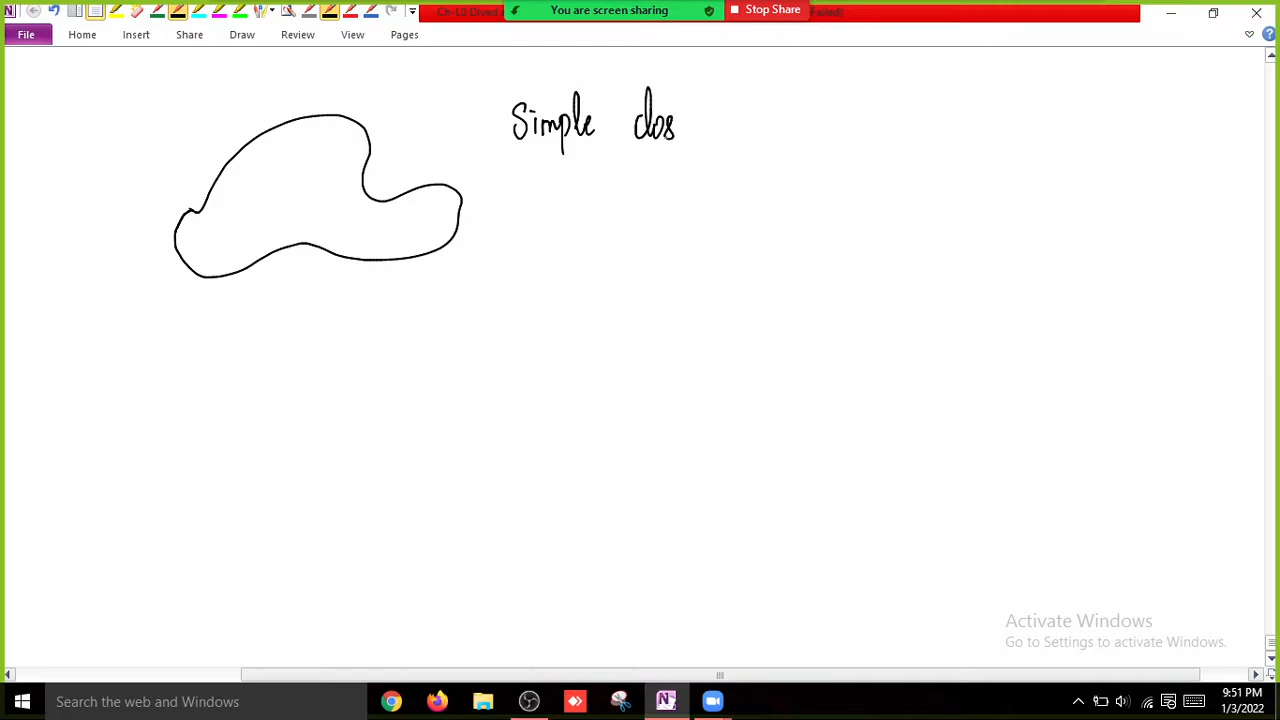 You are screen sharing
Stop Share
File Home Insert Share Draw Review View Pages
Simple clos
Activate Windows
Go to Settings to activate Windows.
Search the web and Windows
9:51 PM
1/3/2022